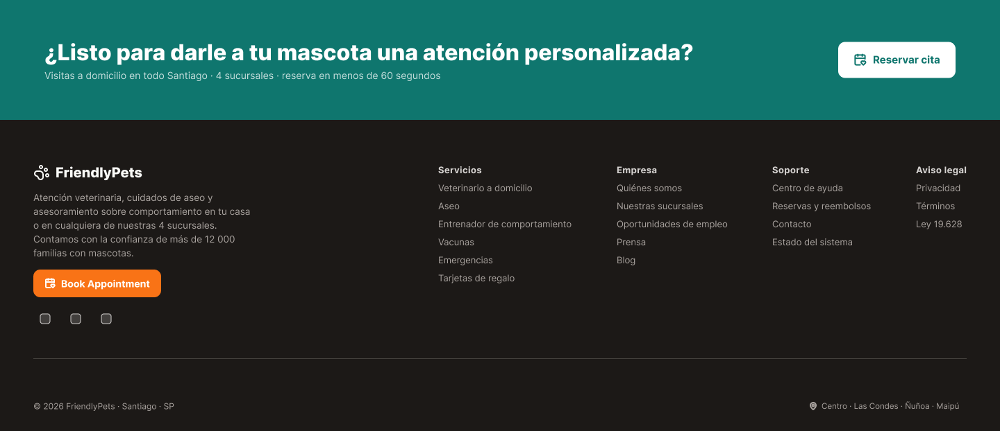 ¿Listo para darle a tu mascota una atención personalizada?
Visitas a domicilio en todo Santiago · 4 sucursales · reserva en menos de 60 segundos
Reservar cita
FriendlyPets
Atención veterinaria, cuidados de aseo y
asesoramiento sobre comportamiento en tu casa
o en cualquiera de nuestras 4 sucursales.
Contamos con la confianza de más de 12 000
familias con mascotas.
Book Appointment
Servicios
Veterinario a domicilio
Aseo
Entrenador de comportamiento
Vacunas
Emergencias
Tarjetas de regalo
Empresa
Quiénes somos
Nuestras sucursales
Oportunidades de empleo
Prensa
Blog
Soporte
Centro de ayuda
Reservas y reembolsos
Contacto
Estado del sistema
Aviso legal
Privacidad
Términos
Ley 19.628
© 2026 FriendlyPets · Santiago · SP
Centro · Las Condes · Ñuñoa · Maipú